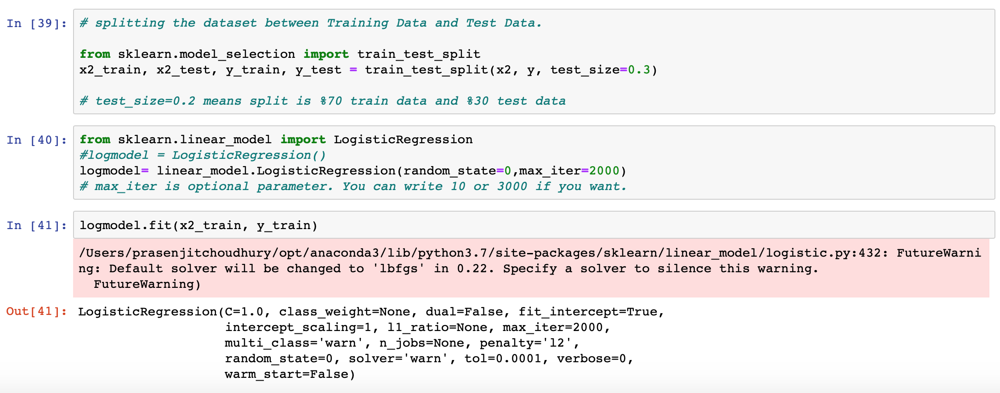 In [39]: # splitting the dataset between Training Data and Test Data.
from sklearn.model_selection import train_test_split
x2_train, x2_test, y_train, y_test = train_test_split(x2, y, test_size=0.3)
# test_size=0.2 means split is %70 train data and %30 test data
In [40]: from sklearn.linear_model import LogisticRegression
#logmodel = LogisticRegression()
logmodel= linear_model.LogisticRegression(random_state=0,max_iter=2000)
# max_iter is optional parameter. You can write 10 or 3000 if you want.
In [41]: logmodel.fit(x2_train, y_train)
/Users/prasenjitchoudhury/opt/anaconda3/lib/python3.7/site-packages/sklearn/linear_model/logistic.py:432: FutureWarni
ng: Default solver will be changed to 'lbfgs' in 0.22. Specify a solver to silence this warning.
FutureWarning)
Out[41]: LogisticRegression(C=1.0, class_weight=None, dual=False, fit_intercept=True,
intercept_scaling=1, l1_ratio=None, max_iter=2000,
multi_class='warn', n_jobs=None, penalty='l2',
random_state=0, solver='warn', tol=0.0001, verbose=0,
warm_start=False)